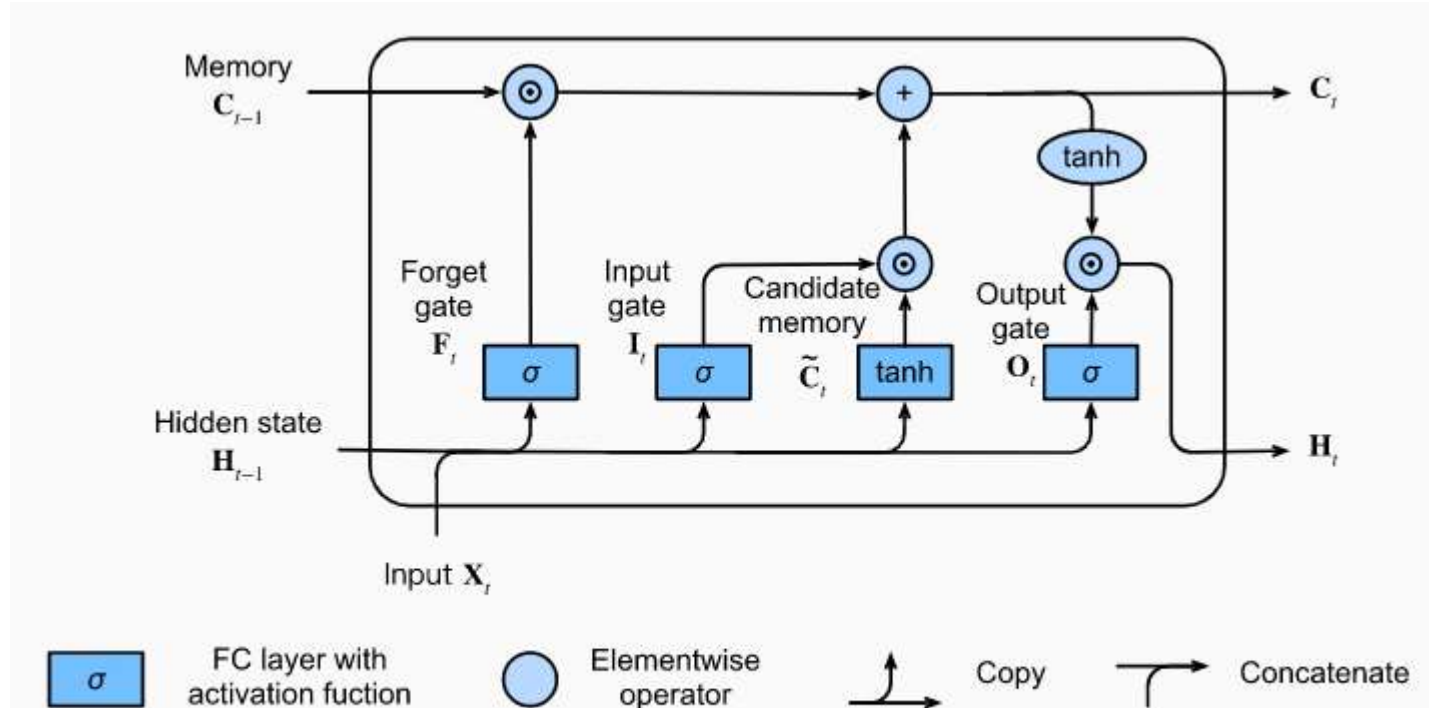 Memory
C_{t-1}
⊙
+
C_t
tanh
⊙
⊙
Forget
gate
F_t
Input
gate
I_t
Candidate
memory
C̃_t
Output
gate
O_t
σ
σ
tanh
σ
Hidden state
H_{t-1}
H_t
Input X_t
σ
FC layer with
activation fuction
Elementwise
operator
Copy
Concatenate